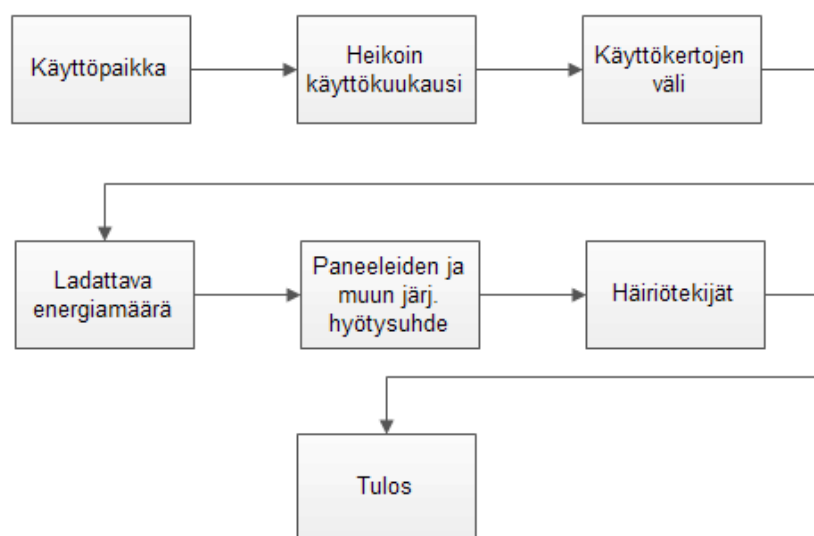 Käyttöpaikka
Heikoin
käyttökuukausi
Käyttökertojen
väli
Ladattava
energiamäärä
Paneeleiden ja
muun järj.
hyötysuhde
Häiriötekijät
Tulos